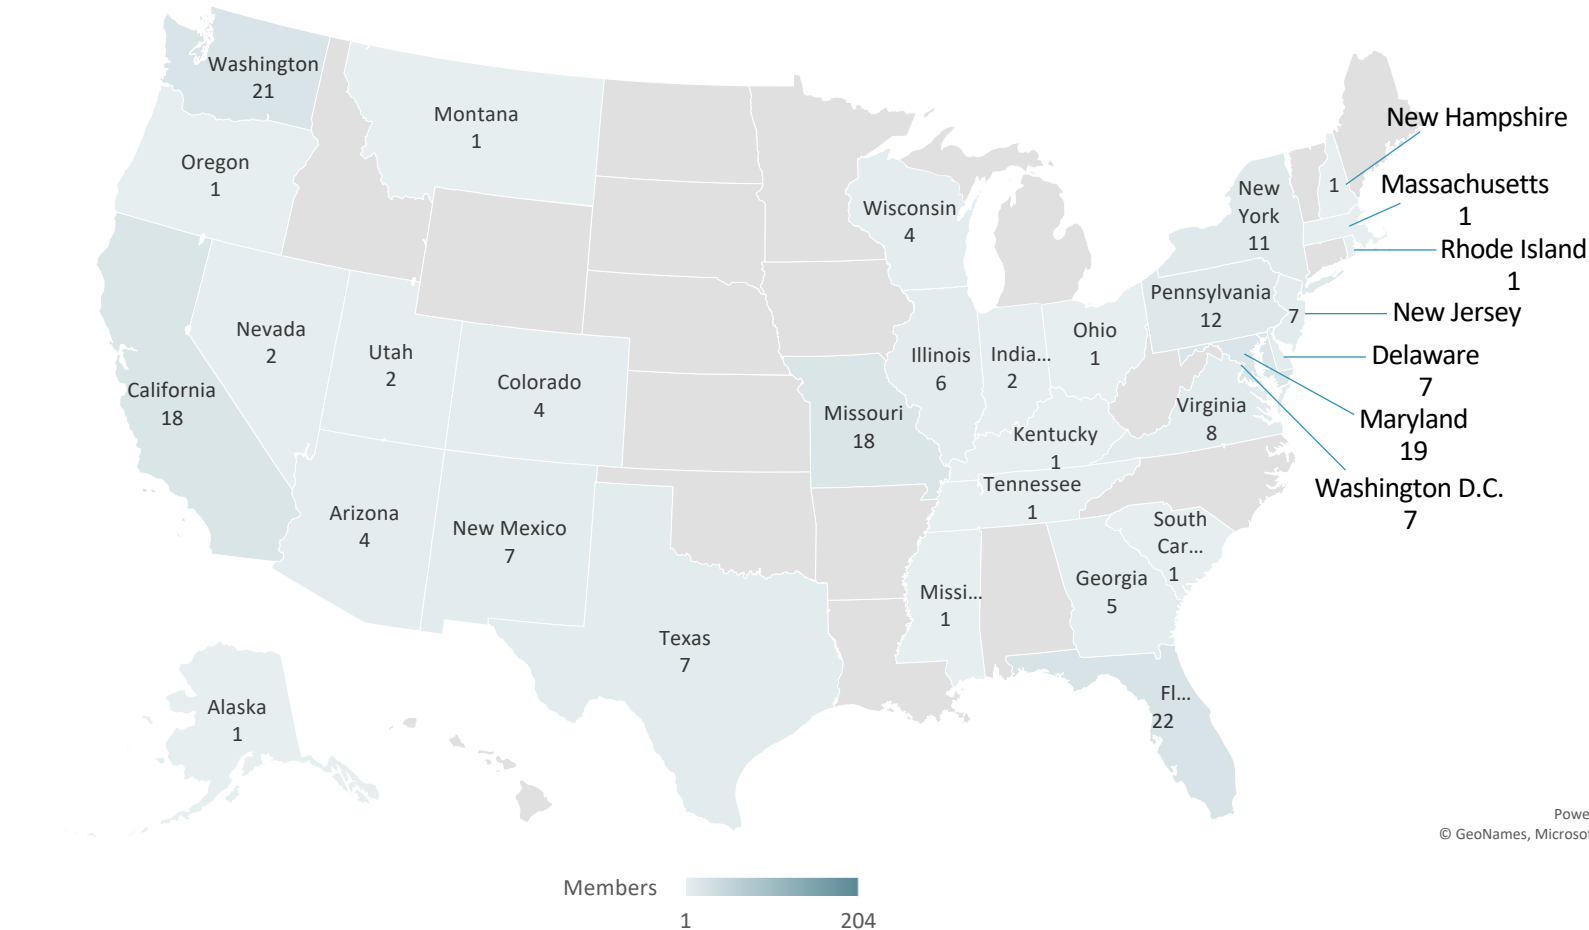 Washington
21
Montana
1
Oregon
1
New Hampshire
1
Massachusetts
1
New
York
11
Wisconsin
4
Rhode Island
1
Pennsylvania
12
New Jersey
7
Nevada
2
Utah
2
Colorado
4
Illinois
6
India...
2
Ohio
1
Delaware
7
California
18
Missouri
18
Virginia
8
Maryland
19
Kentucky
1
Washington D.C.
7
Tennessee
1
Arizona
4
New Mexico
7
South
Car...
1
Georgia
5
Missi...
1
Texas
7
Fl...
22
Alaska
1
Powe
© GeoNames, Microsof
Members
1
204